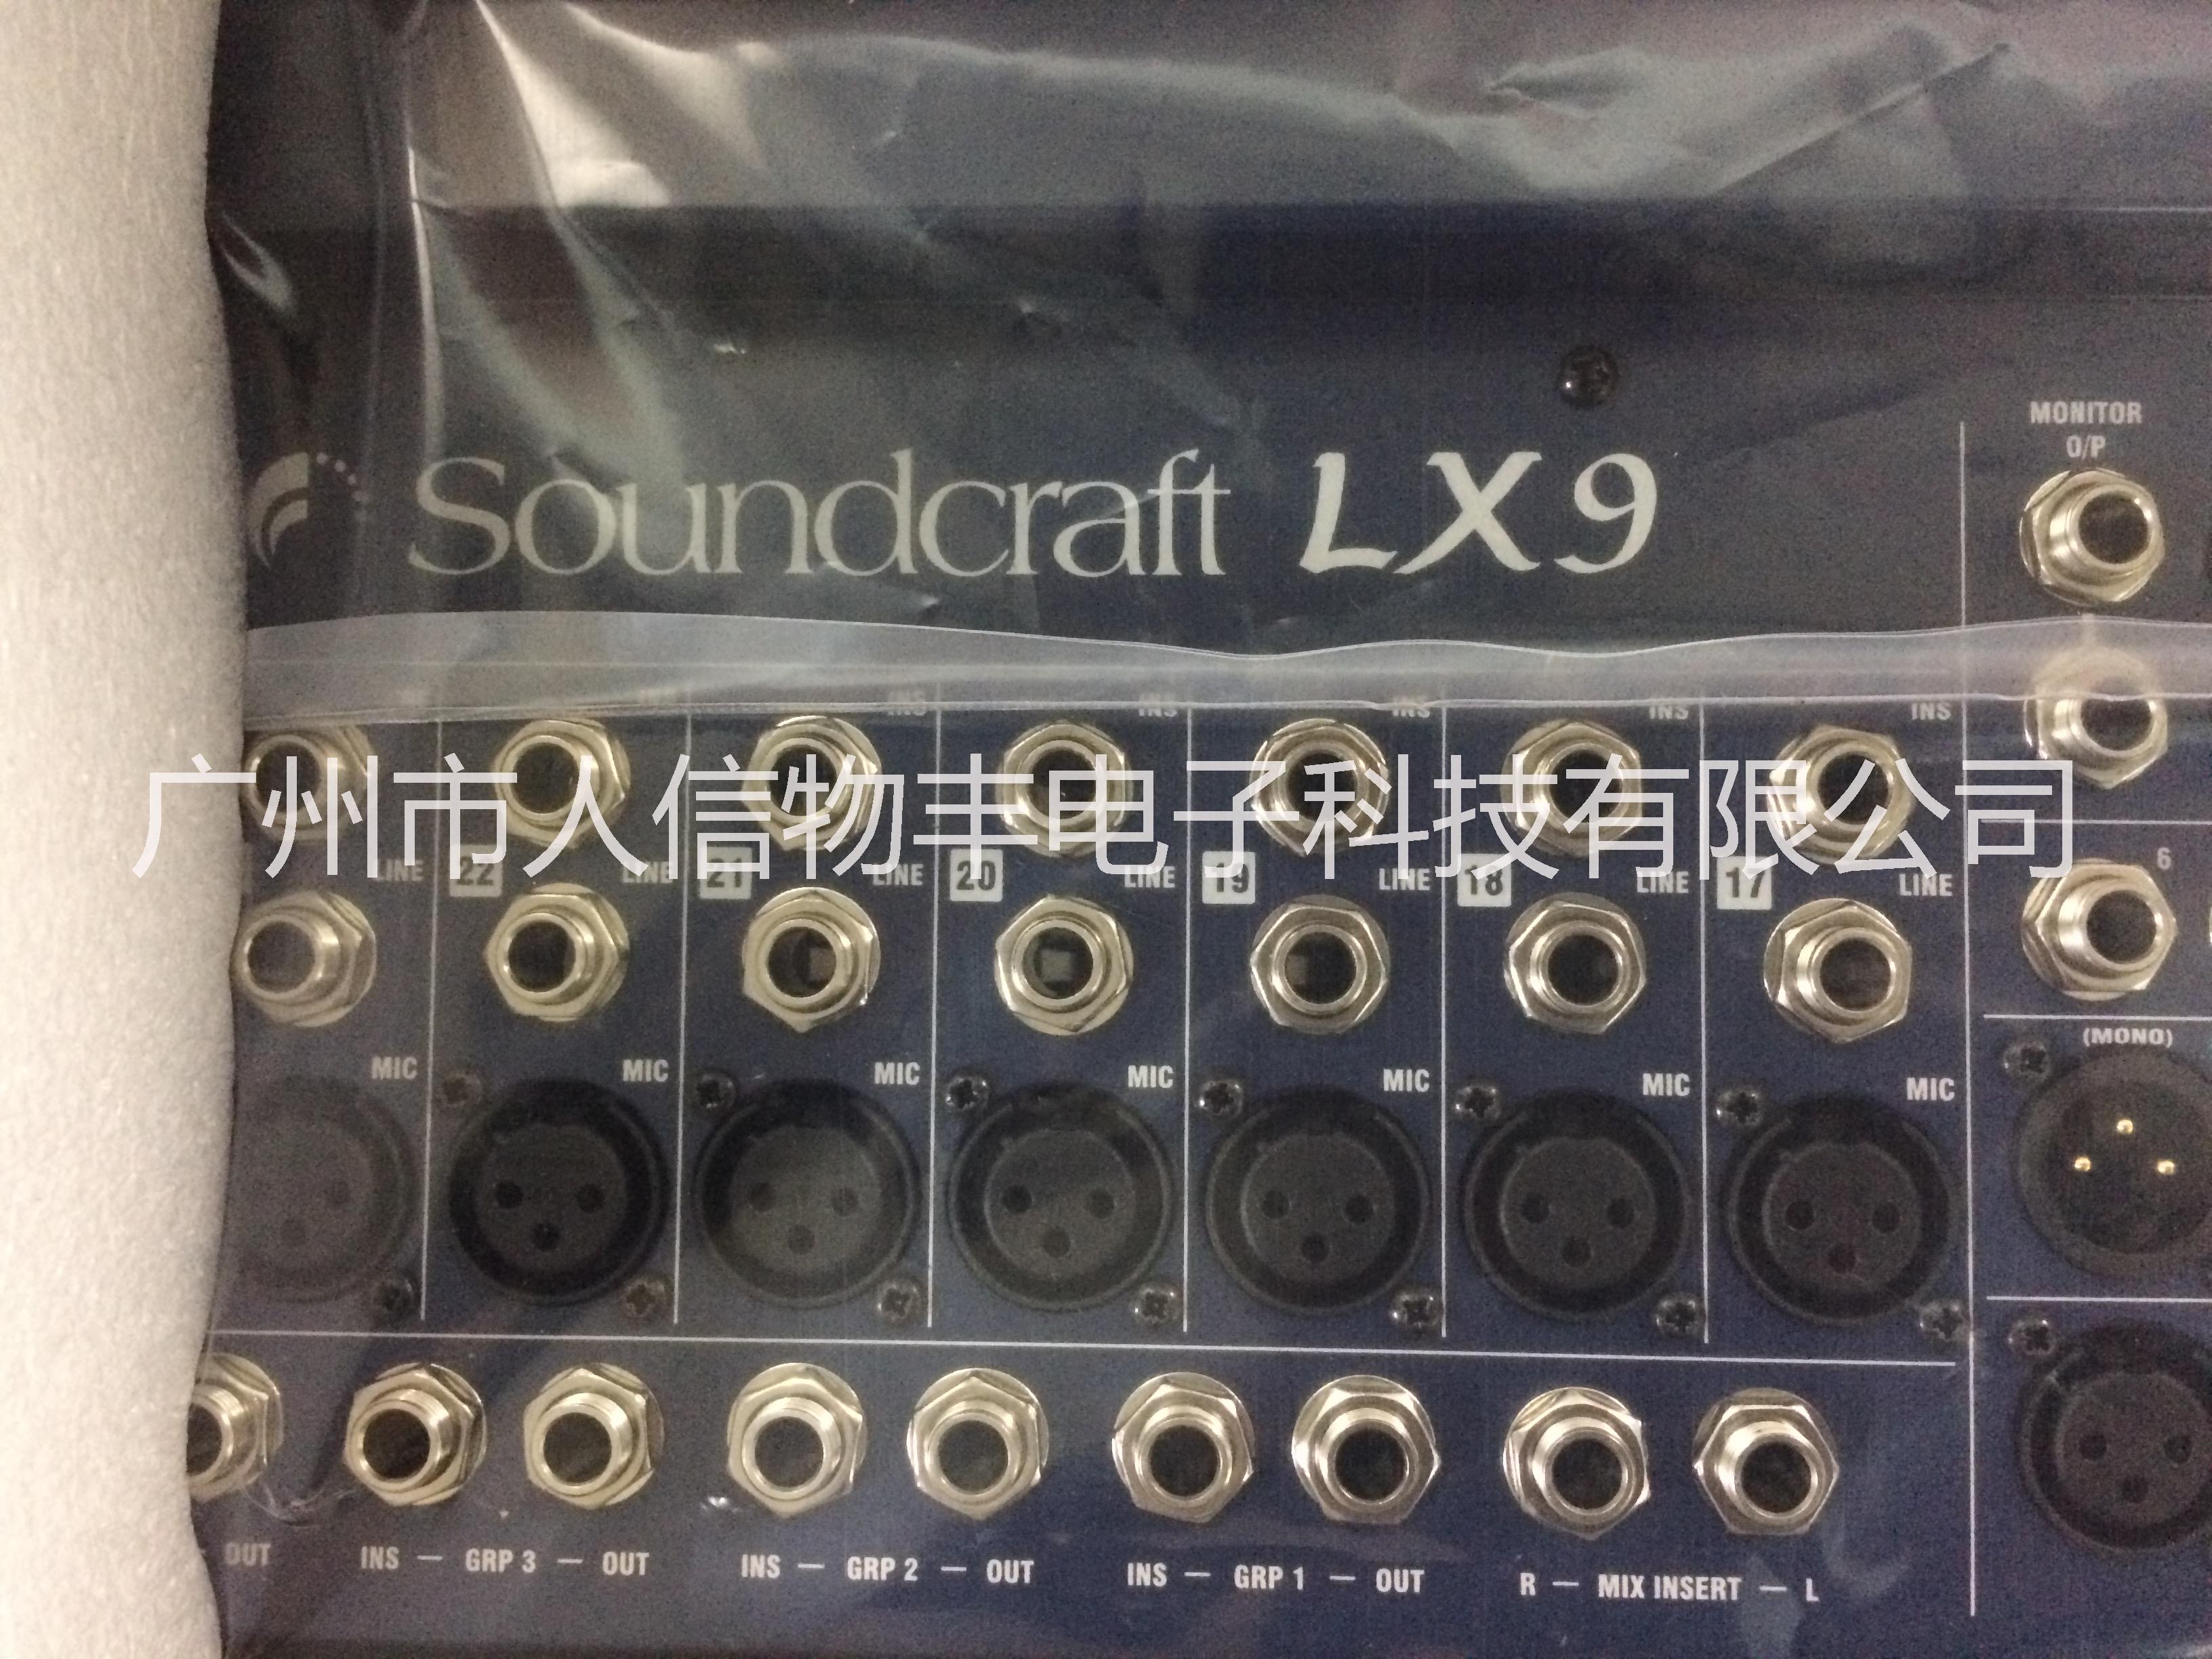 Soundcraft LX9
MONITOR
O/P
INS INS INS INS INS
广州市人信物丰电子科技有限公司
LINE 22 LINE 21 LINE 20 LINE 19 LINE 18 LINE 17 LINE 6
(MONO)
MIC MIC MIC MIC MIC MIC MIC
OUT INS — GRP 3 — OUT INS — GRP 2 — OUT INS — GRP 1 — OUT R — MIX INSERT — L